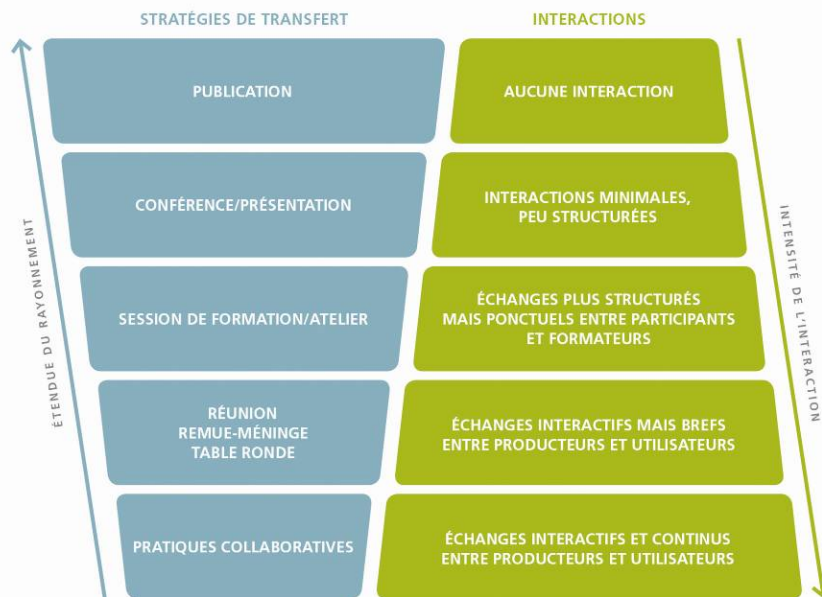 STRATÉGIES DE TRANSFERT
INTERACTIONS
PUBLICATION
AUCUNE INTERACTION
CONFÉRENCE/PRÉSENTATION
INTERACTIONS MINIMALES,
PEU STRUCTURÉES
SESSION DE FORMATION/ATELIER
ÉCHANGES PLUS STRUCTURÉS
MAIS PONCTUELS ENTRE PARTICIPANTS
ET FORMATEURS
RÉUNION
REMUE-MÉNINGE
TABLE RONDE
ÉCHANGES INTERACTIFS MAIS BREFS
ENTRE PRODUCTEURS ET UTILISATEURS
PRATIQUES COLLABORATIVES
ÉCHANGES INTERACTIFS ET CONTINUS
ENTRE PRODUCTEURS ET UTILISATEURS
ÉTENDUE DU RAYONNEMENT
INTENSITÉ DE L'INTERACTION